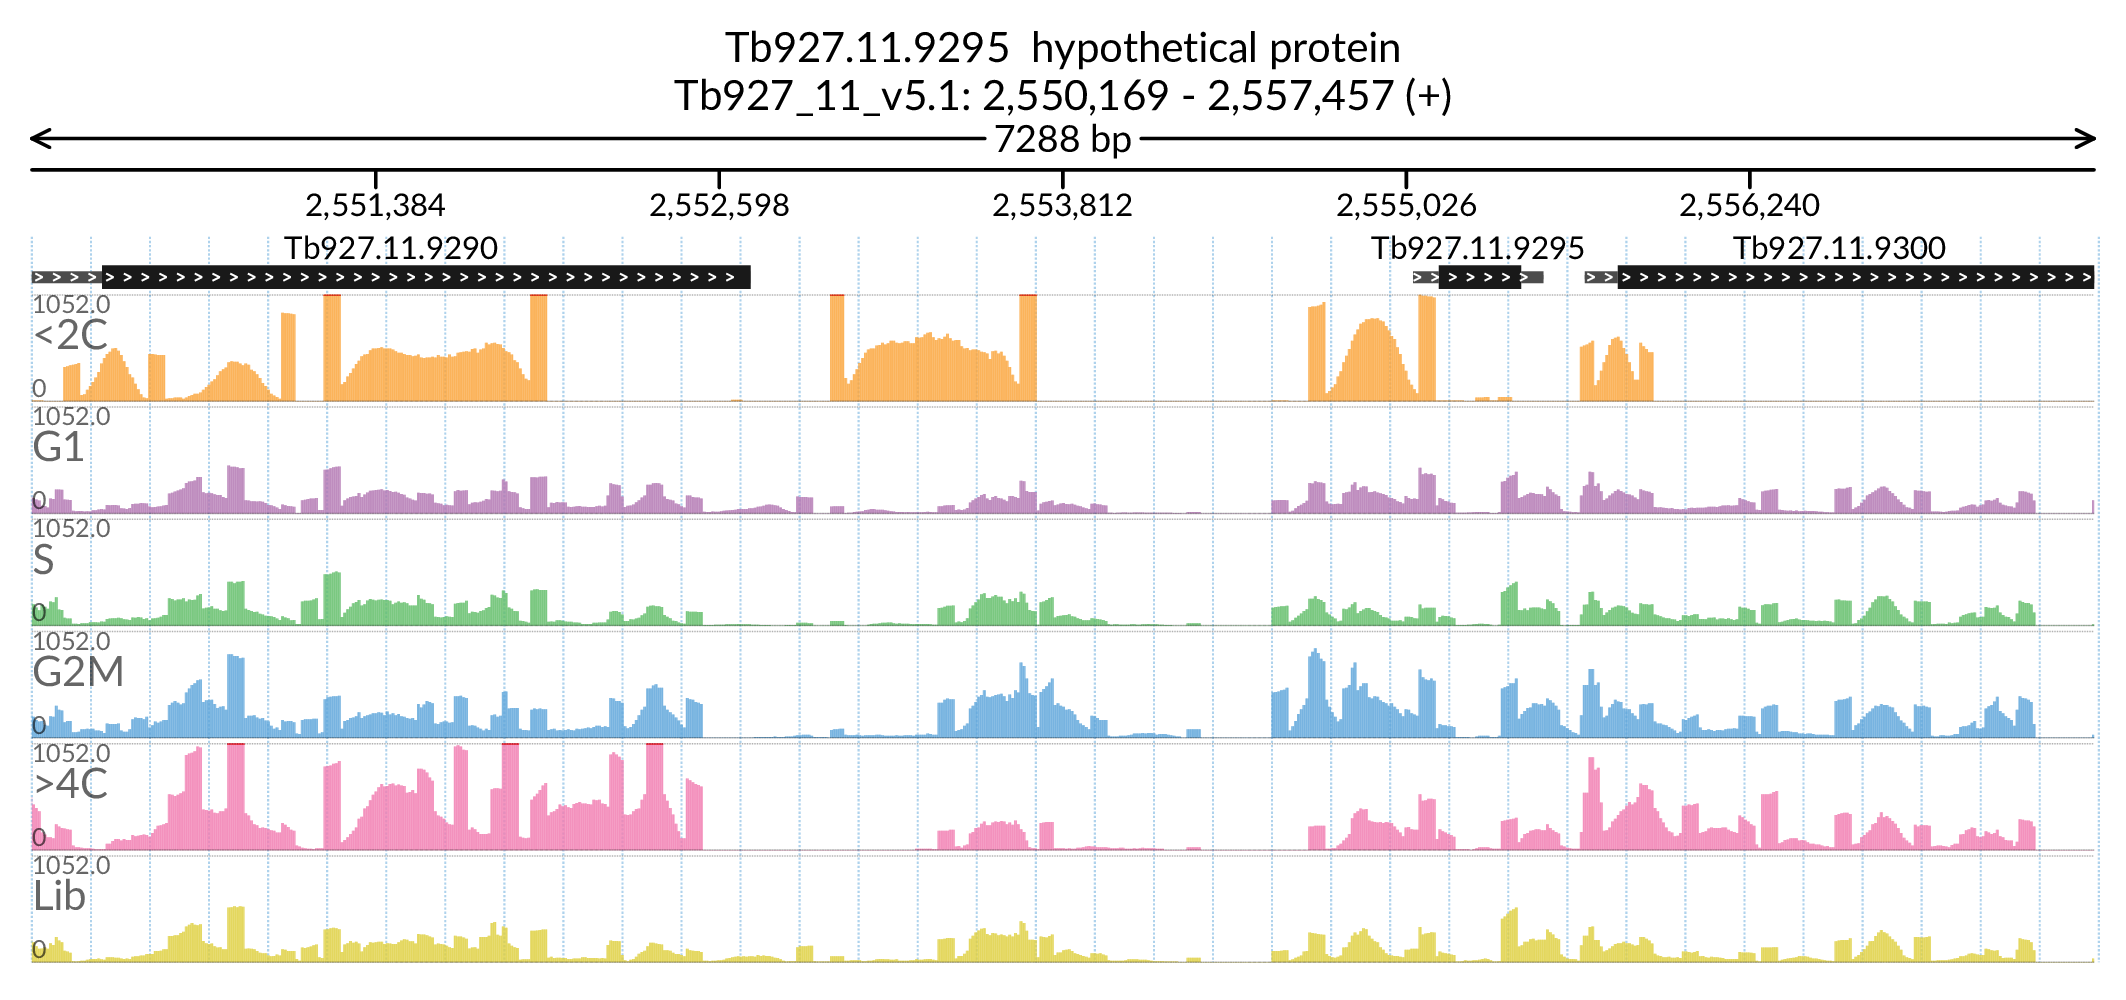 Tb927.11.9295  hypothetical protein
Tb927_11_v5.1: 2,550,169 - 2,557,457 (+)
7288 bp
2,551,384 2,552,598 2,553,812 2,555,026 2,556,240
Tb927.11.9290 Tb927.11.9295 Tb927.11.9300
1052.0
<2C
0
1052.0
G1
0
1052.0
S
0
1052.0
G2M
0
1052.0
>4C
0
1052.0
Lib
0